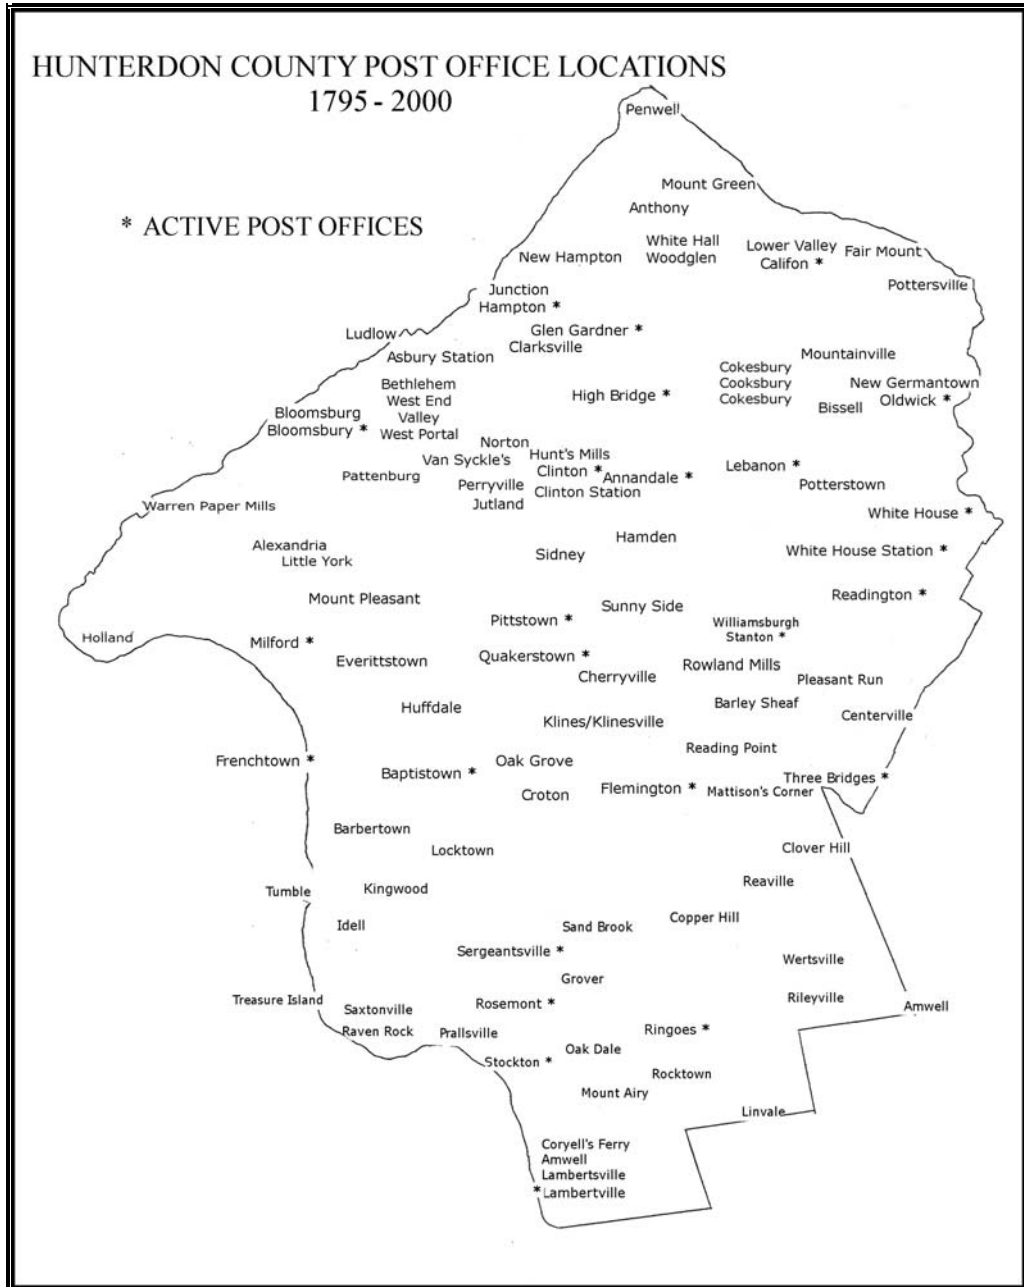 HUNTERDON COUNTY POST OFFICE LOCATIONS
1795 - 2000
Penwell
* ACTIVE POST OFFICES
Mount Green
Anthony
White Hall
Woodglen
Lower Valley
Califon *
Fair Mount
New Hampton
Pottersville
Junction
Hampton *
Glen Gardner *
Clarksville
Ludlow
Asbury Station
Mountainville
Cokesbury
Cooksbury
Cokesbury
New Germantown
Oldwick *
Bissell
Bethlehem
West End
Valley
West Portal
High Bridge *
Bloomsburg
Bloomsbury *
Norton
Van Syckle's
Hunt's Mills
Clinton *
Annandale *
Clinton Station
Lebanon *
Potterstown
Pattenburg
Perryville
Jutland
Warren Paper Mills
White House *
Hamden
Sidney
White House Station *
Alexandria
Little York
Mount Pleasant
Readington *
Sunny Side
Pittstown *
Williamsburgh
Stanton *
Holland
Milford *
Everittstown
Quakerstown *
Cherryville
Rowland Mills
Pleasant Run
Huffdale
Barley Sheaf
Centerville
Klines/Klinesville
Reading Point
Frenchtown *
Baptistown *
Oak Grove
Croton
Flemington *
Mattison's Corner
Three Bridges *
Barbertown
Locktown
Clover Hill
Reaville
Tumble
Kingwood
Idell
Sand Brook
Copper Hill
Sergeantsville *
Wertsville
Grover
Treasure Island
Saxtonville
Rosemont *
Rileyville
Amwell
Raven Rock
Prallsville
Ringoes *
Stockton *
Oak Dale
Rocktown
Mount Airy
Linvale
Coryell's Ferry
Amwell
Lambertsville
* Lambertville